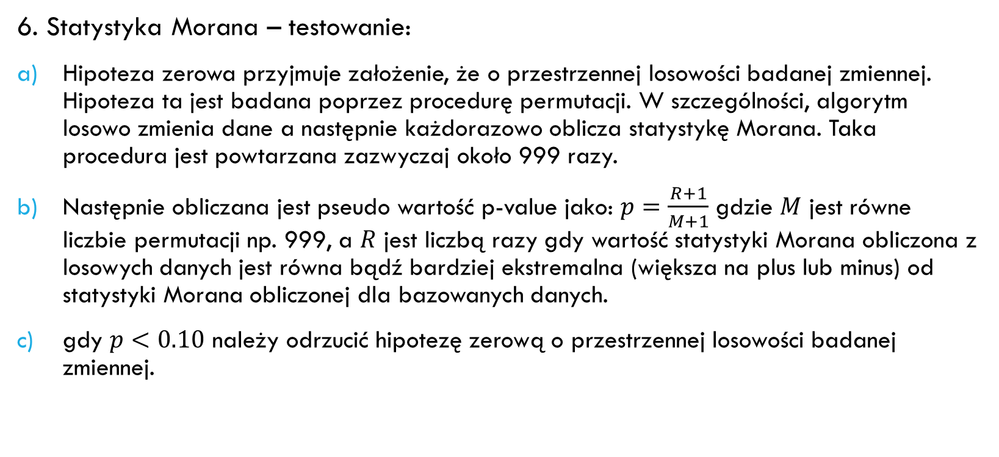 6. Statystyka Morana – testowanie:
a) Hipoteza zerowa przyjmuje założenie, że o przestrzennej losowości badanej zmiennej.
Hipoteza ta jest badana poprzez procedurę permutacji. W szczególności, algorytm
losowo zmienia dane a następnie każdorazowo oblicza statystykę Morana. Taka
procedura jest powtarzana zazwyczaj około 999 razy.
b) Następnie obliczana jest pseudo wartość p-value jako: $p = \frac{R+1}{M+1}$ gdzie $M$ jest równe
liczbie permutacji np. 999, a $R$ jest liczbą razy gdy wartość statystyki Morana obliczona z
losowych danych jest równa bądź bardziej ekstremalna (większa na plus lub minus) od
statystyki Morana obliczonej dla bazowanych danych.
c) gdy $p < 0.10$ należy odrzucić hipotezę zerową o przestrzennej losowości badanej
zmiennej.